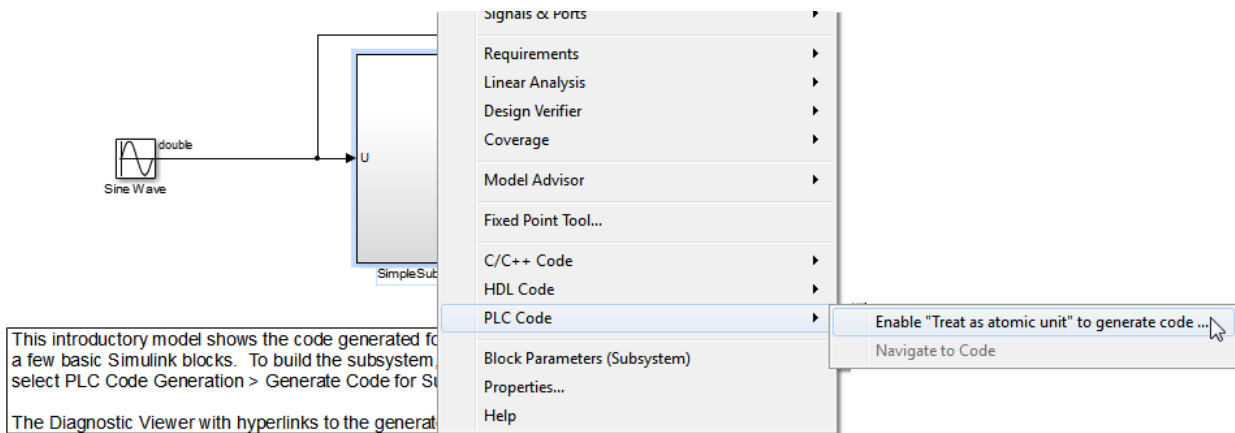 Signals & Ports
Requirements
Linear Analysis
Design Verifier
Coverage
Model Advisor
Fixed Point Tool...
C/C++ Code
HDL Code
PLC Code
Block Parameters (Subsystem)
Properties...
Help
Enable "Treat as atomic unit" to generate code ...
Navigate to Code
double
Sine Wave
U
SimpleSub
This introductory model shows the code generated fo
a few basic Simulink blocks.  To build the subsystem,
select PLC Code Generation > Generate Code for Su
The Diagnostic Viewer with hyperlinks to the generat